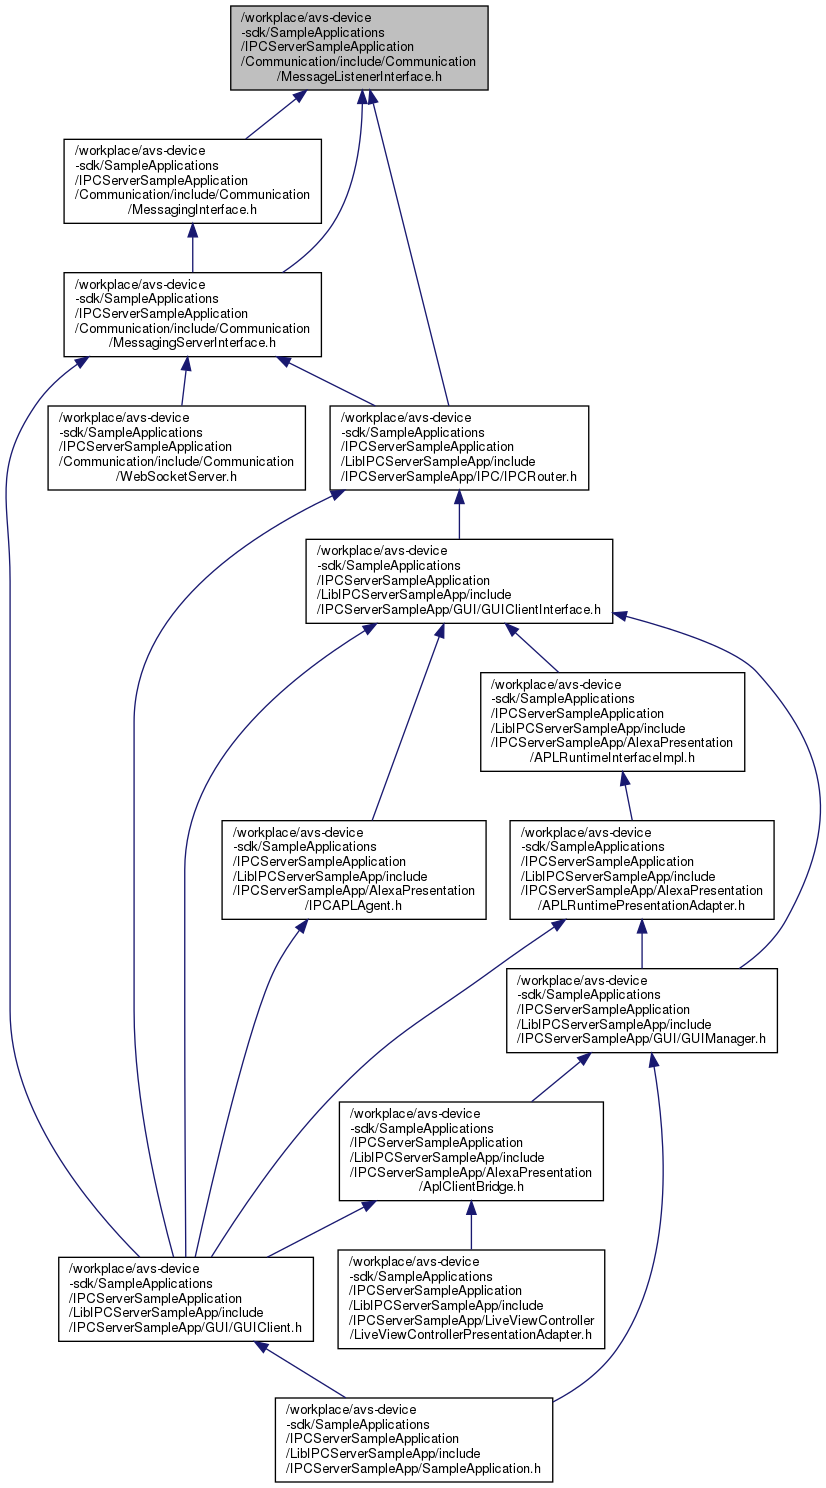 /workplace/avs-device
-sdk/SampleApplications
/IPCServerSampleApplication
/Communication/include/Communication
/MessageListenerInterface.h
/workplace/avs-device
-sdk/SampleApplications
/IPCServerSampleApplication
/Communication/include/Communication
/MessagingInterface.h
/workplace/avs-device
-sdk/SampleApplications
/IPCServerSampleApplication
/Communication/include/Communication
/MessagingServerInterface.h
/workplace/avs-device
-sdk/SampleApplications
/IPCServerSampleApplication
/Communication/include/Communication
/WebSocketServer.h
/workplace/avs-device
-sdk/SampleApplications
/IPCServerSampleApplication
/LibIPCServerSampleApp/include
/IPCServerSampleApp/IPC/IPCRouter.h
/workplace/avs-device
-sdk/SampleApplications
/IPCServerSampleApplication
/LibIPCServerSampleApp/include
/IPCServerSampleApp/GUI/GUIClientInterface.h
/workplace/avs-device
-sdk/SampleApplications
/IPCServerSampleApplication
/LibIPCServerSampleApp/include
/IPCServerSampleApp/AlexaPresentation
/APLRuntimeInterfaceImpl.h
/workplace/avs-device
-sdk/SampleApplications
/IPCServerSampleApplication
/LibIPCServerSampleApp/include
/IPCServerSampleApp/AlexaPresentation
/IPCAPLAgent.h
/workplace/avs-device
-sdk/SampleApplications
/IPCServerSampleApplication
/LibIPCServerSampleApp/include
/IPCServerSampleApp/AlexaPresentation
/APLRuntimePresentationAdapter.h
/workplace/avs-device
-sdk/SampleApplications
/IPCServerSampleApplication
/LibIPCServerSampleApp/include
/IPCServerSampleApp/GUI/GUIManager.h
/workplace/avs-device
-sdk/SampleApplications
/IPCServerSampleApplication
/LibIPCServerSampleApp/include
/IPCServerSampleApp/AlexaPresentation
/AplClientBridge.h
/workplace/avs-device
-sdk/SampleApplications
/IPCServerSampleApplication
/LibIPCServerSampleApp/include
/IPCServerSampleApp/GUI/GUIClient.h
/workplace/avs-device
-sdk/SampleApplications
/IPCServerSampleApplication
/LibIPCServerSampleApp/include
/IPCServerSampleApp/LiveViewController
/LiveViewControllerPresentationAdapter.h
/workplace/avs-device
-sdk/SampleApplications
/IPCServerSampleApplication
/LibIPCServerSampleApp/include
/IPCServerSampleApp/SampleApplication.h